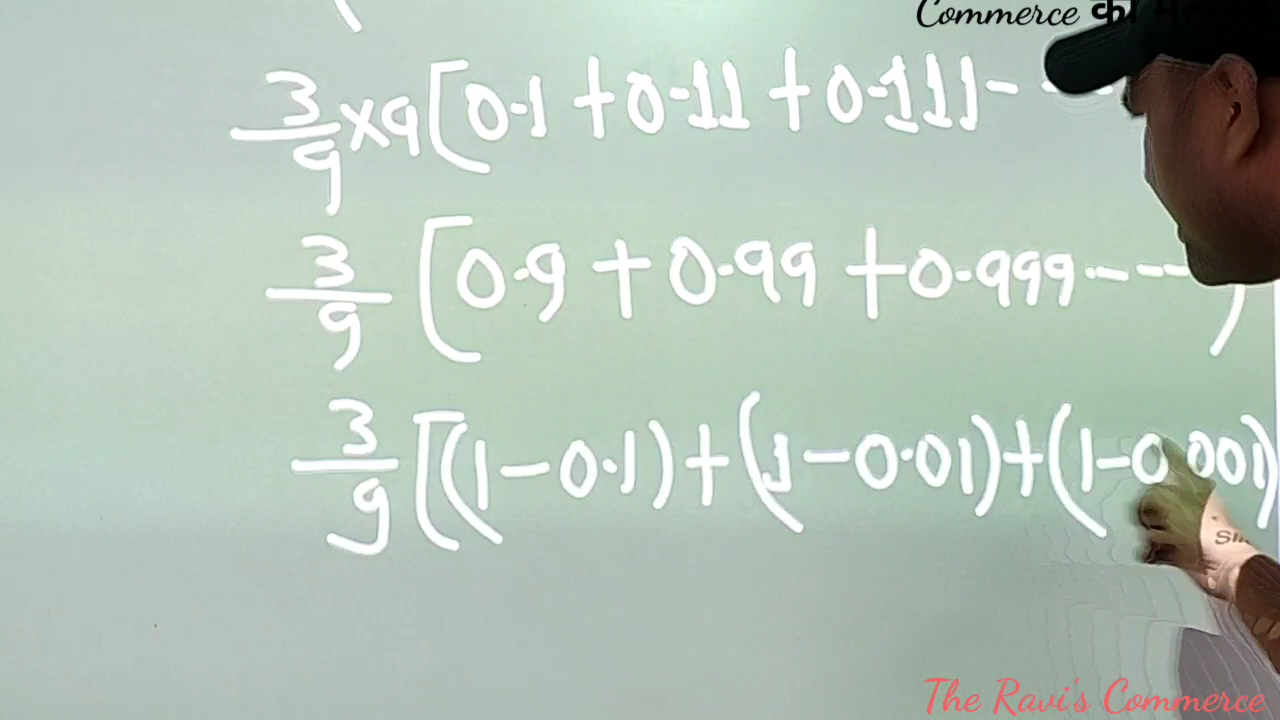 Commerce का
3/9 × 9 [0.1 + 0.11 + 0.111 - -
3/9 [0.9 + 0.99 + 0.999 - - - )
3/9 [(1 - 0.1) + (1 - 0.01) + (1 - 0.001)
The Ravi's Commerce